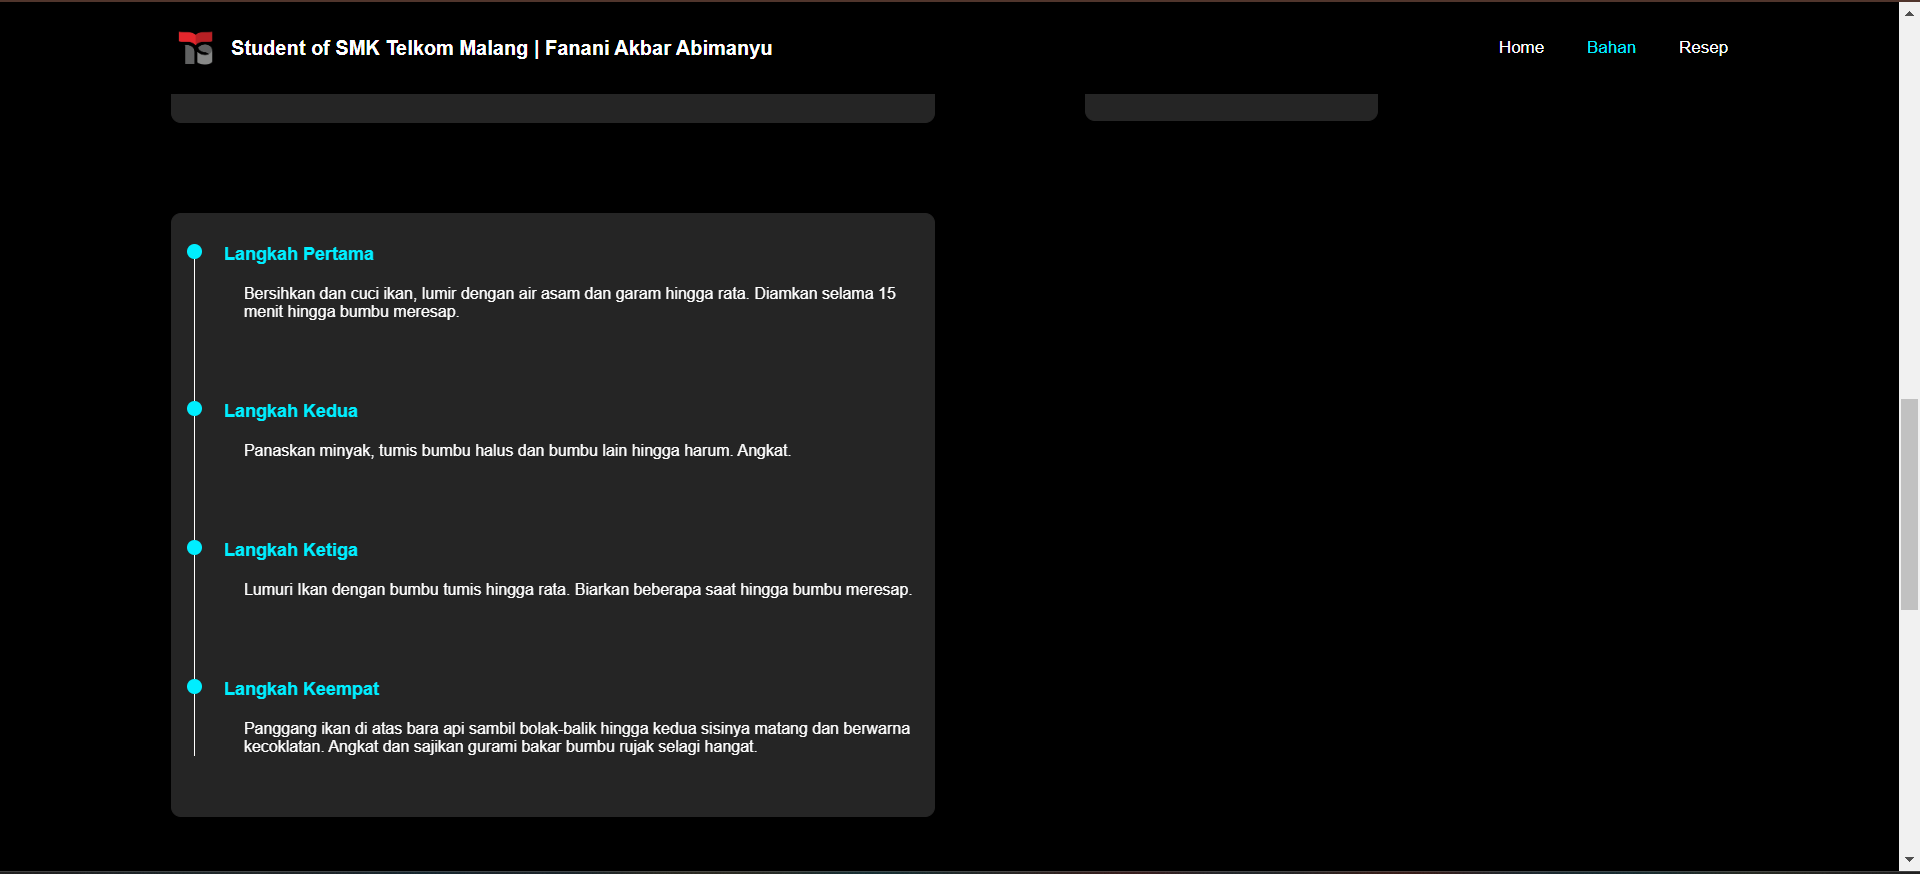 Student of SMK Telkom Malang | Fanani Akbar Abimanyu
Home
Bahan
Resep
Langkah Pertama
Bersihkan dan cuci ikan, lumir dengan air asam dan garam hingga rata. Diamkan selama 15
menit hingga bumbu meresap.
Langkah Kedua
Panaskan minyak, tumis bumbu halus dan bumbu lain hingga harum. Angkat.
Langkah Ketiga
Lumuri Ikan dengan bumbu tumis hingga rata. Biarkan beberapa saat hingga bumbu meresap.
Langkah Keempat
Panggang ikan di atas bara api sambil bolak-balik hingga kedua sisinya matang dan berwarna
kecoklatan. Angkat dan sajikan gurami bakar bumbu rujak selagi hangat.